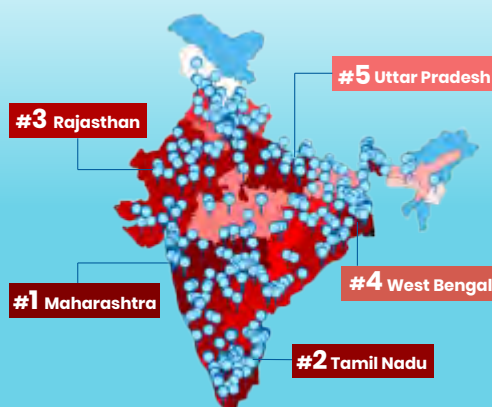 #5 Uttar Pradesh
#3 Rajasthan
#4 West Bengal
#1 Maharashtra
#2 Tamil Nadu